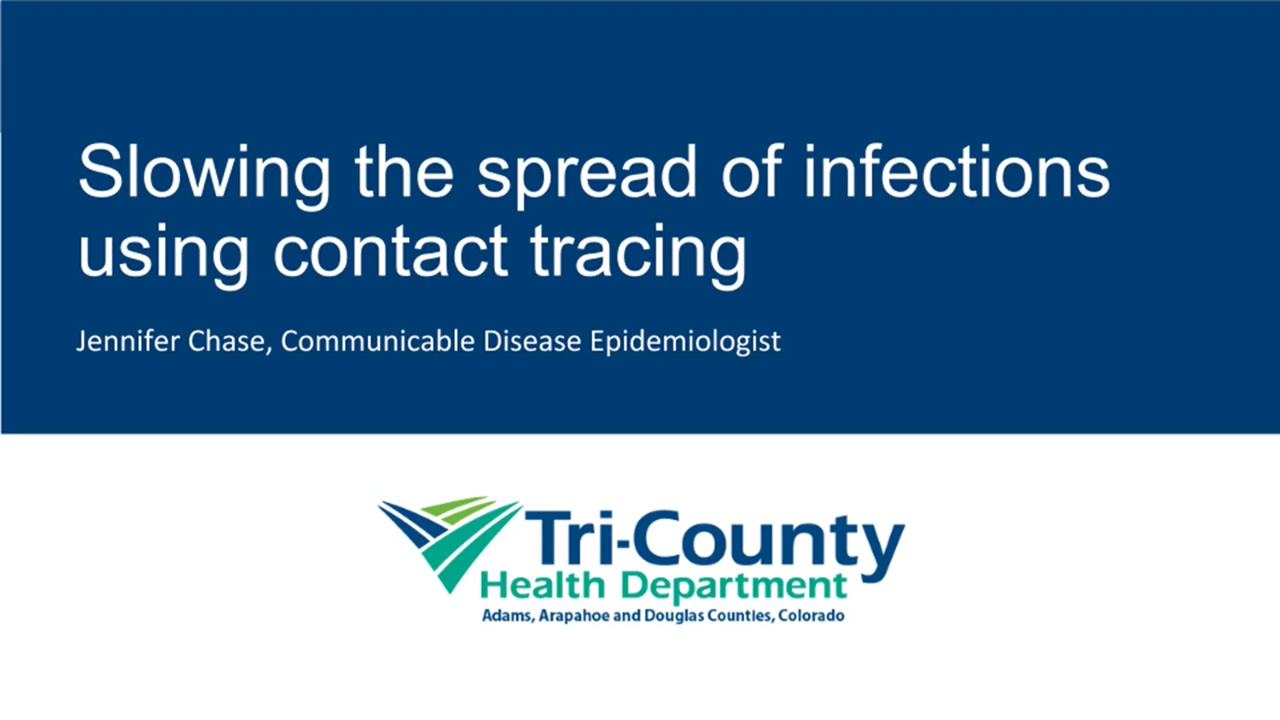 Slowing the spread of infections
using contact tracing
Jennifer Chase, Communicable Disease Epidemiologist
Tri-County
Health Department
Adams, Arapahoe and Douglas Counties, Colorado